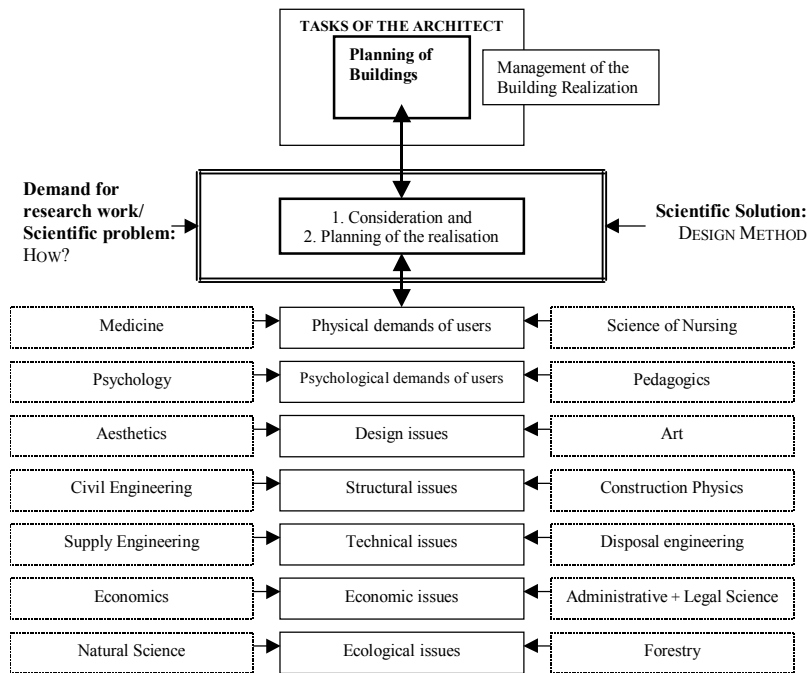 TASKS OF THE ARCHITECT
Planning of
Buildings
Management of the
Building Realization
Demand for
research work/
Scientific problem:
HOW?
1. Consideration and
2. Planning of the realisation
Scientific Solution:
DESIGN METHOD
Medicine
Physical demands of users
Science of Nursing
Psychology
Psychological demands of users
Pedagogics
Aesthetics
Design issues
Art
Civil Engineering
Structural issues
Construction Physics
Supply Engineering
Technical issues
Disposal engineering
Economics
Economic issues
Administrative + Legal Science
Natural Science
Ecological issues
Forestry